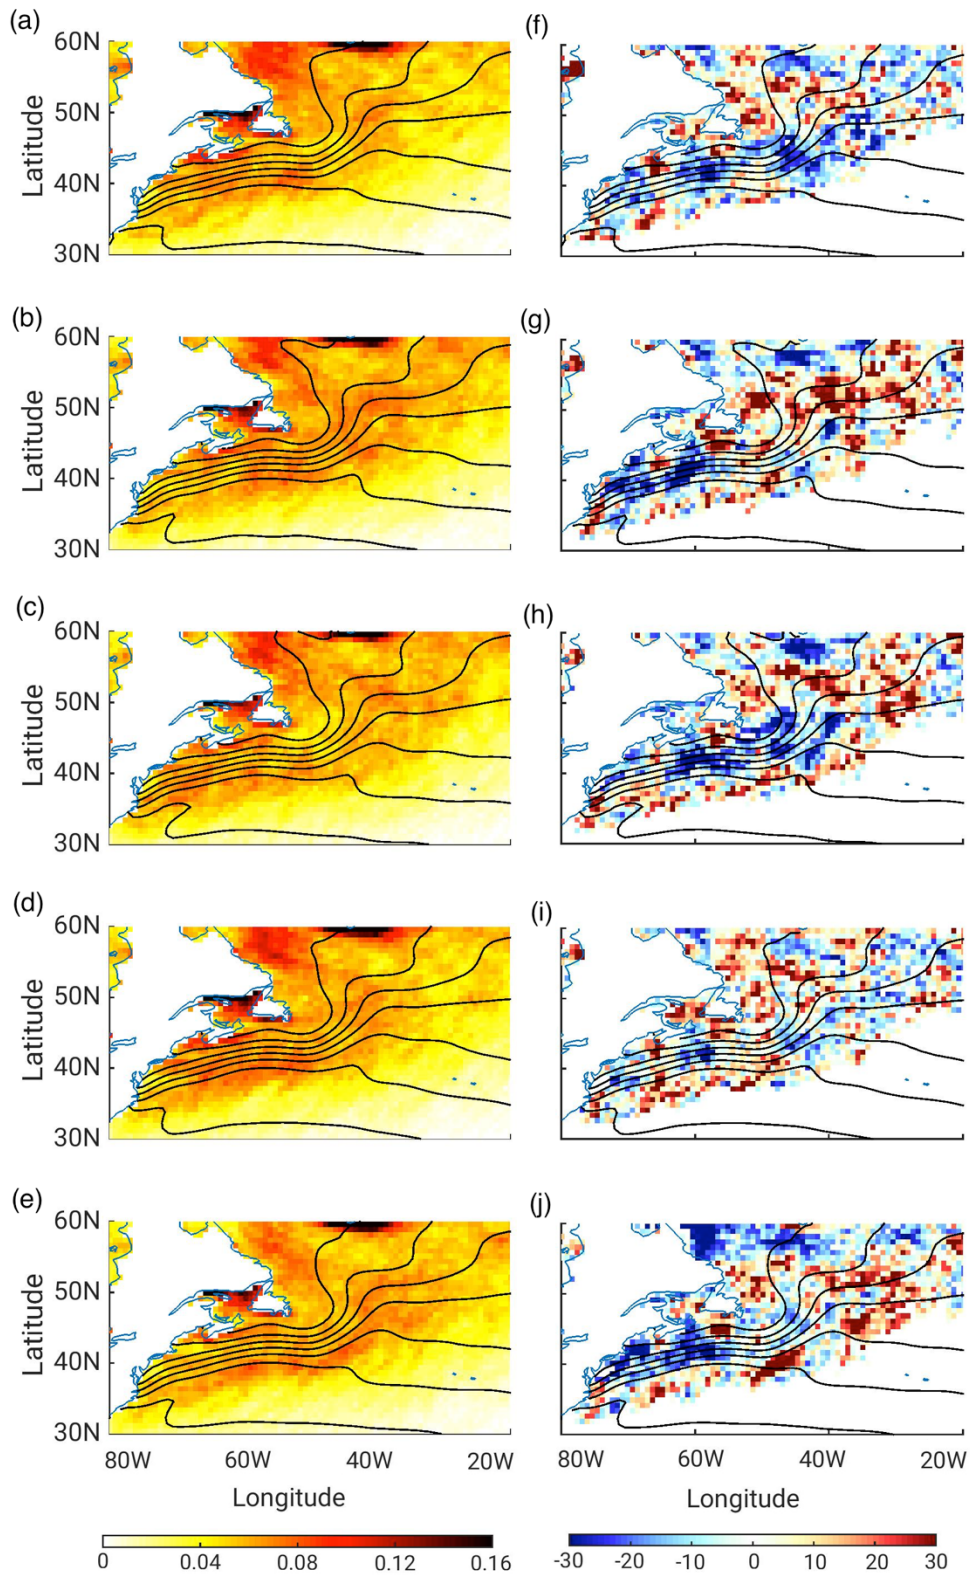 (a)
60N
50N
40N
30N
Latitude
(f)
(b)
60N
50N
40N
30N
Latitude
(g)
(c)
60N
50N
40N
30N
Latitude
(h)
(d)
60N
50N
40N
30N
Latitude
(i)
(e)
60N
50N
40N
30N
Latitude
(j)
80W 60W 40W 20W
Longitude
80W 60W 40W 20W
Longitude
0 0.04 0.08 0.12 0.16
-30 -20 -10 0 10 20 30